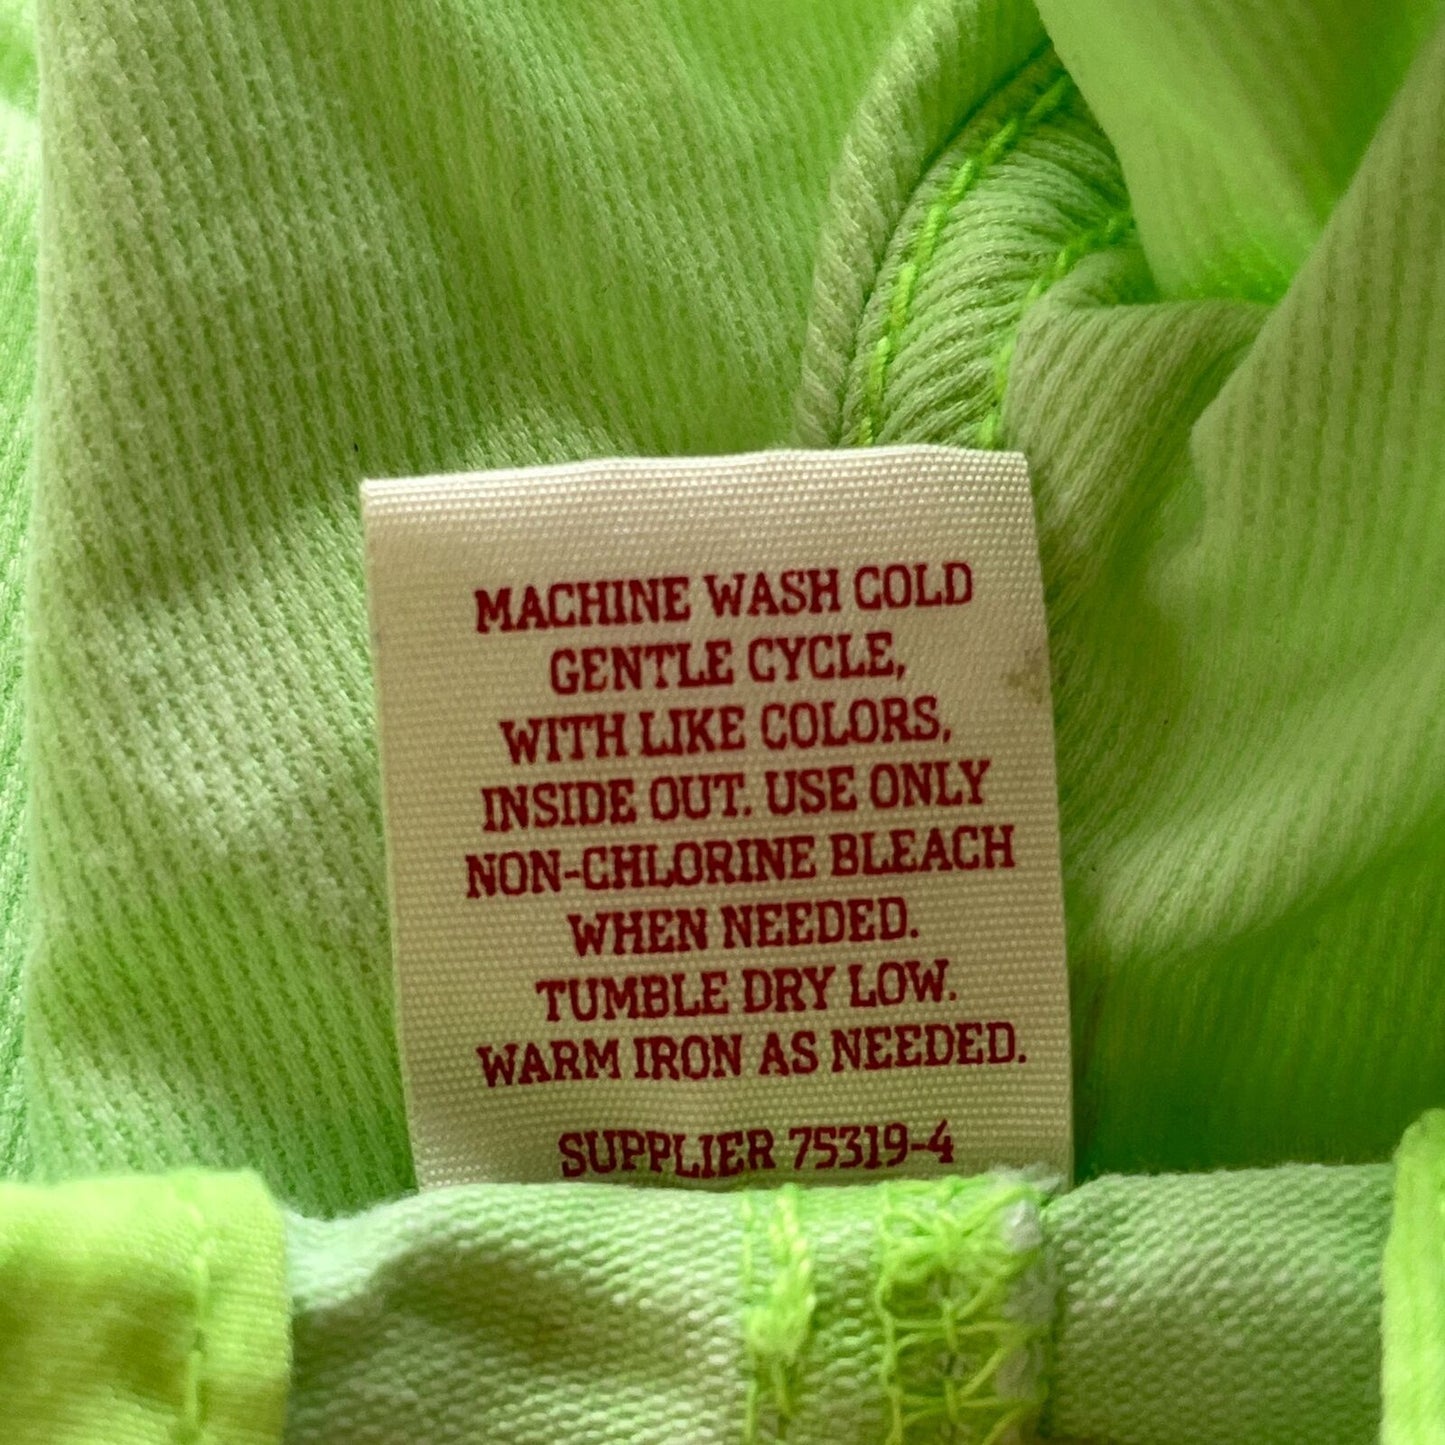 MACHINE WASH COLD
GENTLE CYCLE,
WITH LIKE COLORS,
INSIDE OUT. USE ONLY
NON-CHLORINE BLEACH
WHEN NEEDED.
TUMBLE DRY LOW.
WARM IRON AS NEEDED.
SUPPLIER 75319-4